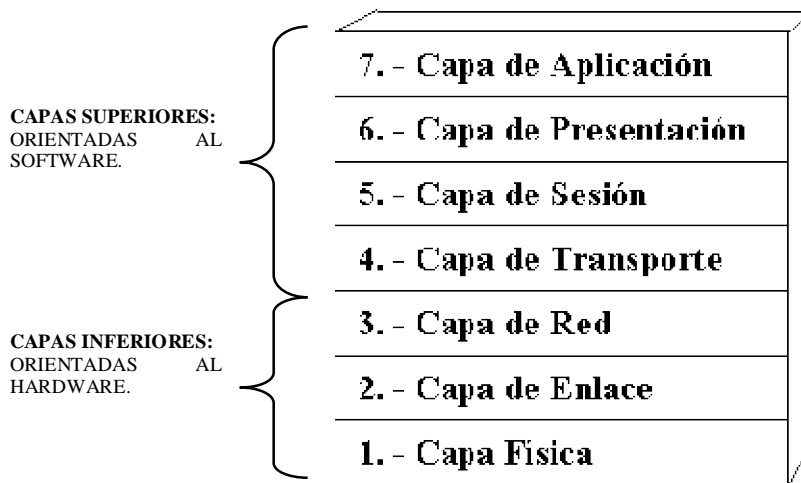 7. - Capa de Aplicación
CAPAS SUPERIORES:
ORIENTADAS AL
SOFTWARE.
6. - Capa de Presentación
5. - Capa de Sesión
4. - Capa de Transporte
CAPAS INFERIORES:
ORIENTADAS AL
HARDWARE.
3. - Capa de Red
2. - Capa de Enlace
1. - Capa Física